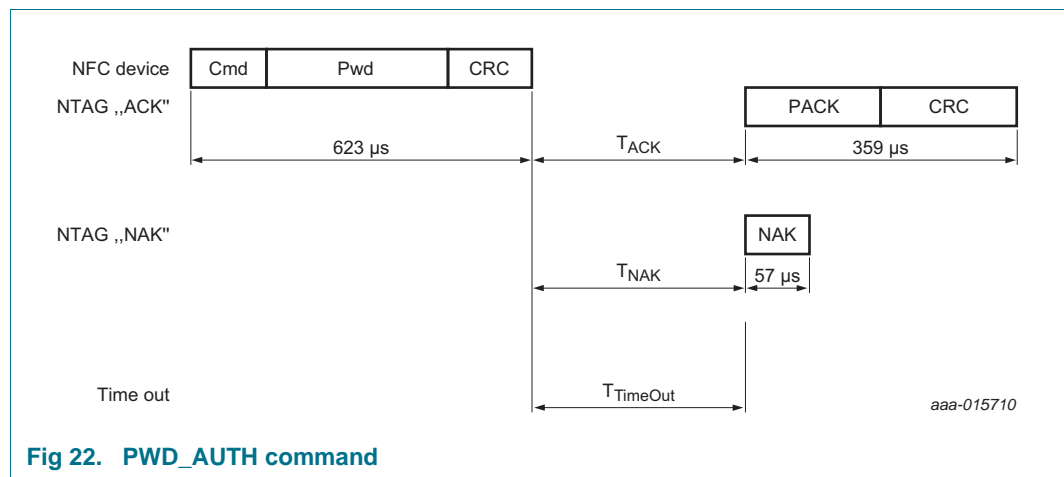 NFC device Cmd Pwd CRC
NTAG ,,ACK" PACK CRC
623 µs TACK 359 µs
NTAG ,,NAK" NAK
TNAK 57 µs
Time out TTimeOut
aaa-015710
Fig 22. PWD_AUTH command